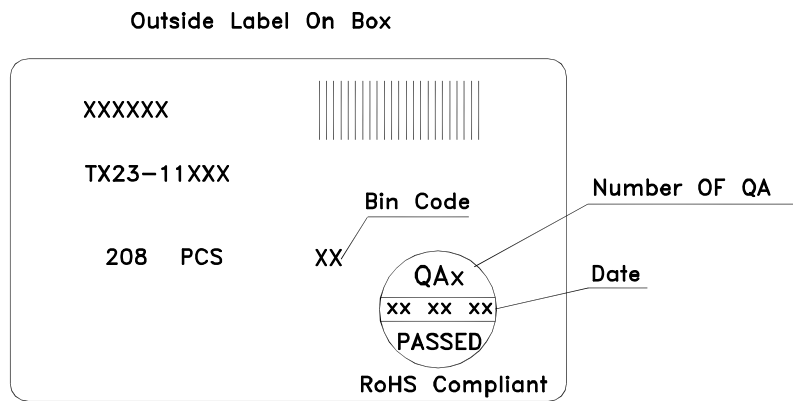 Outside Label On Box
XXXXXX
TX23-11XXX
Bin Code
Number OF QA
208 PCS
XX
QAx
Date
xx xx xx
PASSED
RoHS Compliant